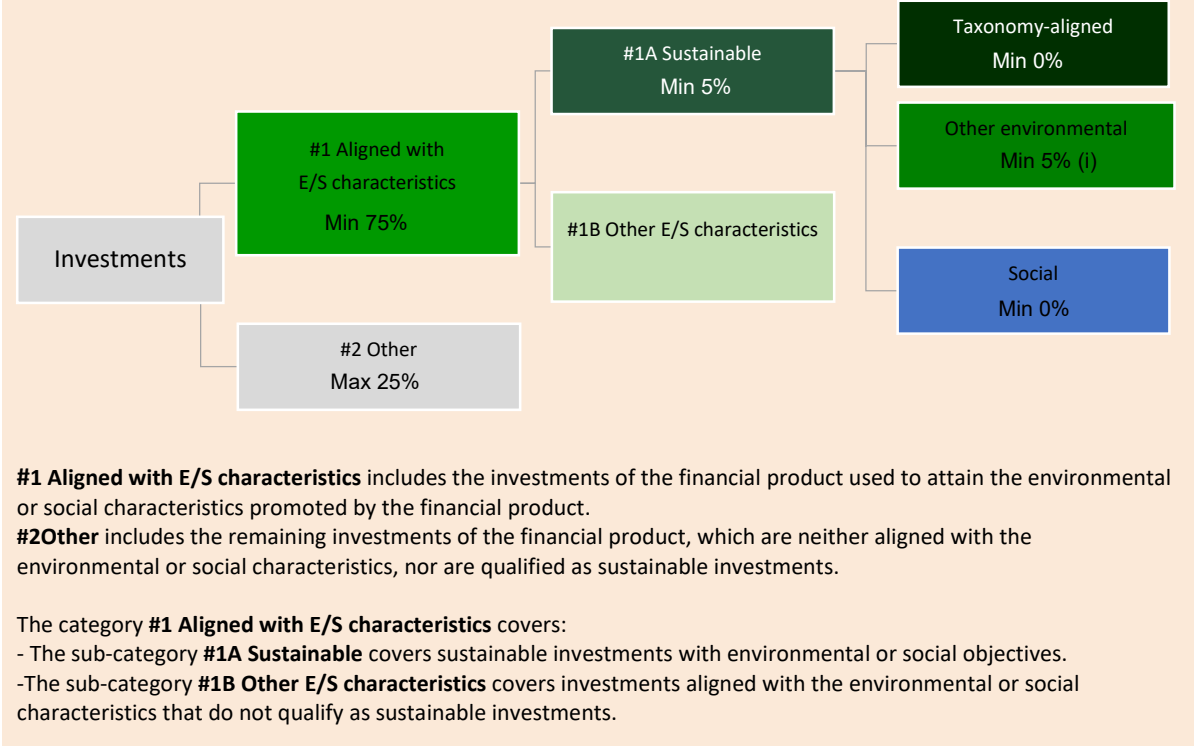 Investments
#1 Aligned with
E/S characteristics
Min 75%
#2 Other
Max 25%
#1A Sustainable
Min 5%
#1B Other E/S characteristics
Taxonomy-aligned
Min 0%
Other environmental
Min 5% (i)
Social
Min 0%
#1 Aligned with E/S characteristics includes the investments of the financial product used to attain the environmental
or social characteristics promoted by the financial product.
#2Other includes the remaining investments of the financial product, which are neither aligned with the
environmental or social characteristics, nor are qualified as sustainable investments.
The category #1 Aligned with E/S characteristics covers:
- The sub-category #1A Sustainable covers sustainable investments with environmental or social objectives.
-The sub-category #1B Other E/S characteristics covers investments aligned with the environmental or social
characteristics that do not qualify as sustainable investments.